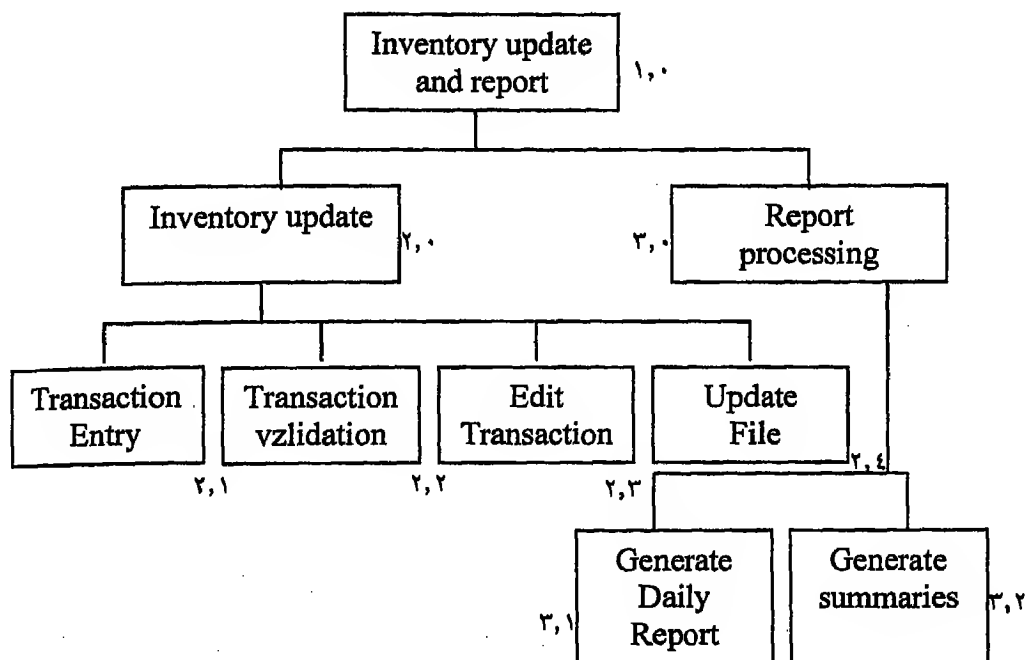 Inventory update
and report
١,٠
Inventory update
٢,٠
٣,٠
Report
processing
Transaction
Entry
٢,١
Transaction
vzlidation
٢,٢
Edit
Transaction
٢,٣
Update
File
٢,٤
Generate
Daily
Report
٣,١
Generate
summaries
٣,٢